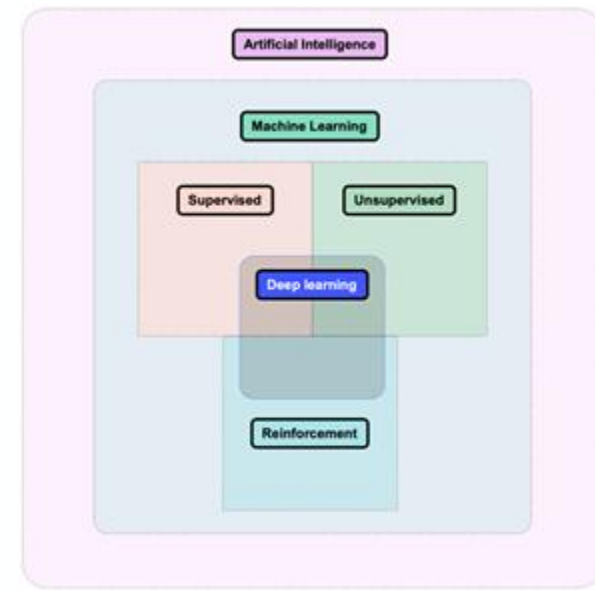 Artificial Intelligence
Machine Learning
Supervised
Unsupervised
Deep learning
Reinforcement